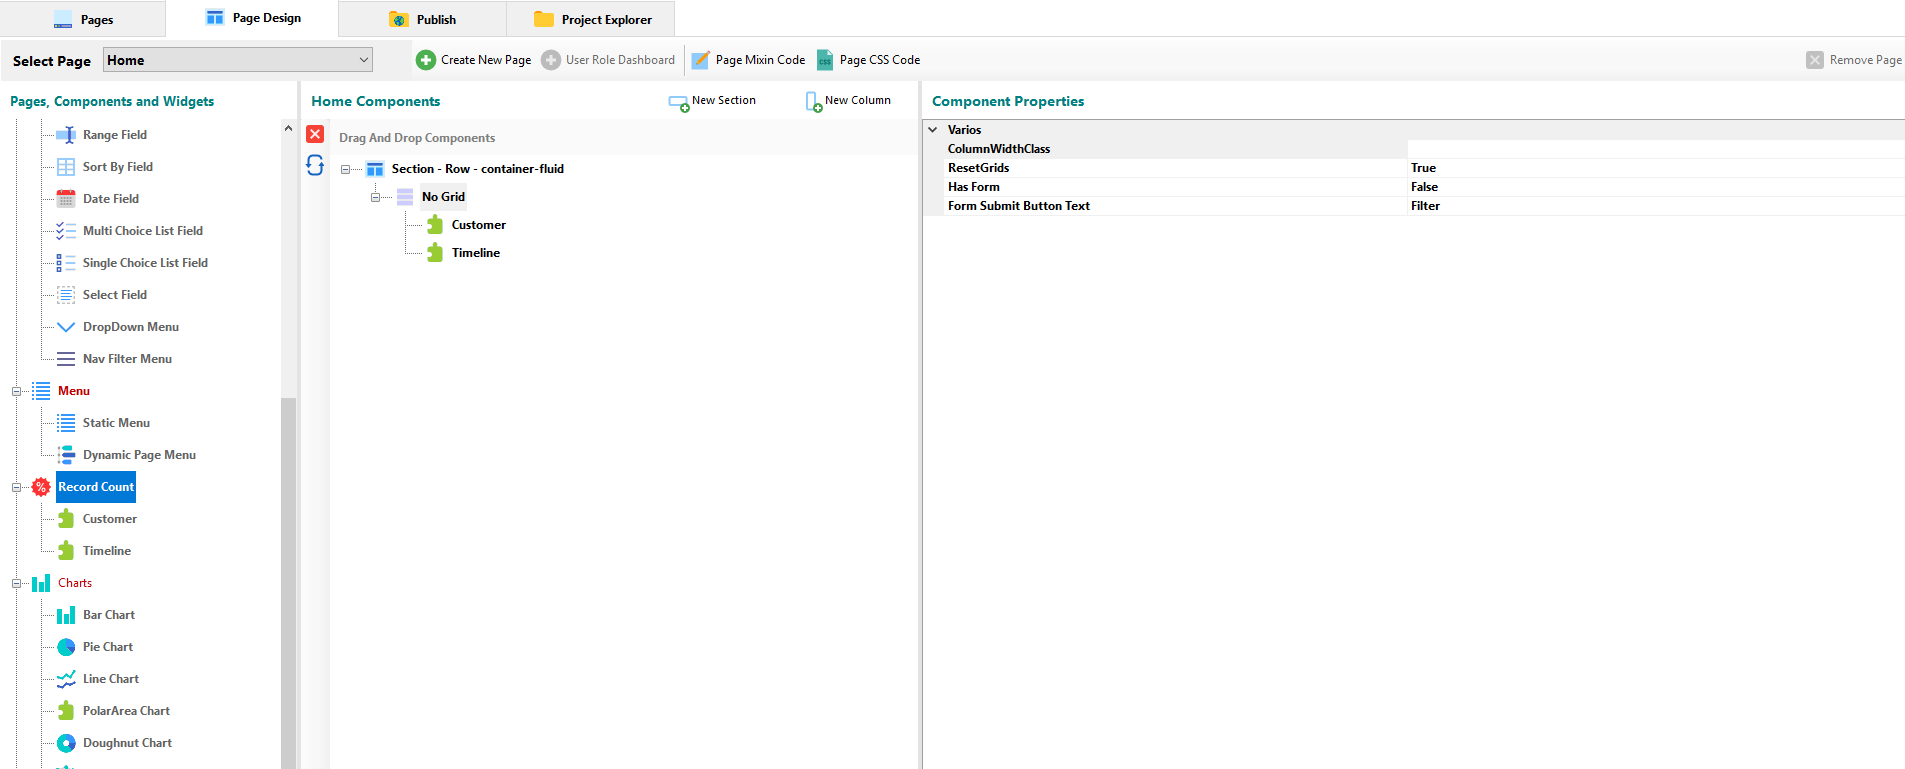 Pages
Page Design
Publish
Project Explorer
Select Page
Home
Create New Page
User Role Dashboard
Page Mixin Code
CSS
Page CSS Code
Remove Page
Pages, Components and Widgets
Range Field
Sort By Field
Date Field
Multi Choice List Field
Single Choice List Field
Select Field
DropDown Menu
Nav Filter Menu
Menu
Static Menu
Dynamic Page Menu
% Record Count
Customer
Timeline
Charts
Bar Chart
Pie Chart
Line Chart
PolarArea Chart
Doughnut Chart
Home Components
New Section
New Column
Drag And Drop Components
Section - Row - container-fluid
No Grid
Customer
Timeline
Component Properties
Varios
ColumnWidthClass
ResetGrids True
Has Form False
Form Submit Button Text Filter